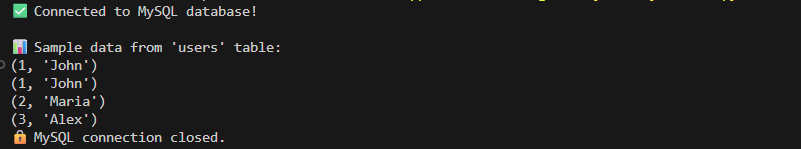 ✅ Connected to MySQL database!
📊 Sample data from 'users' table:
(1, 'John')
(1, 'John')
(2, 'Maria')
(3, 'Alex')
🔒 MySQL connection closed.